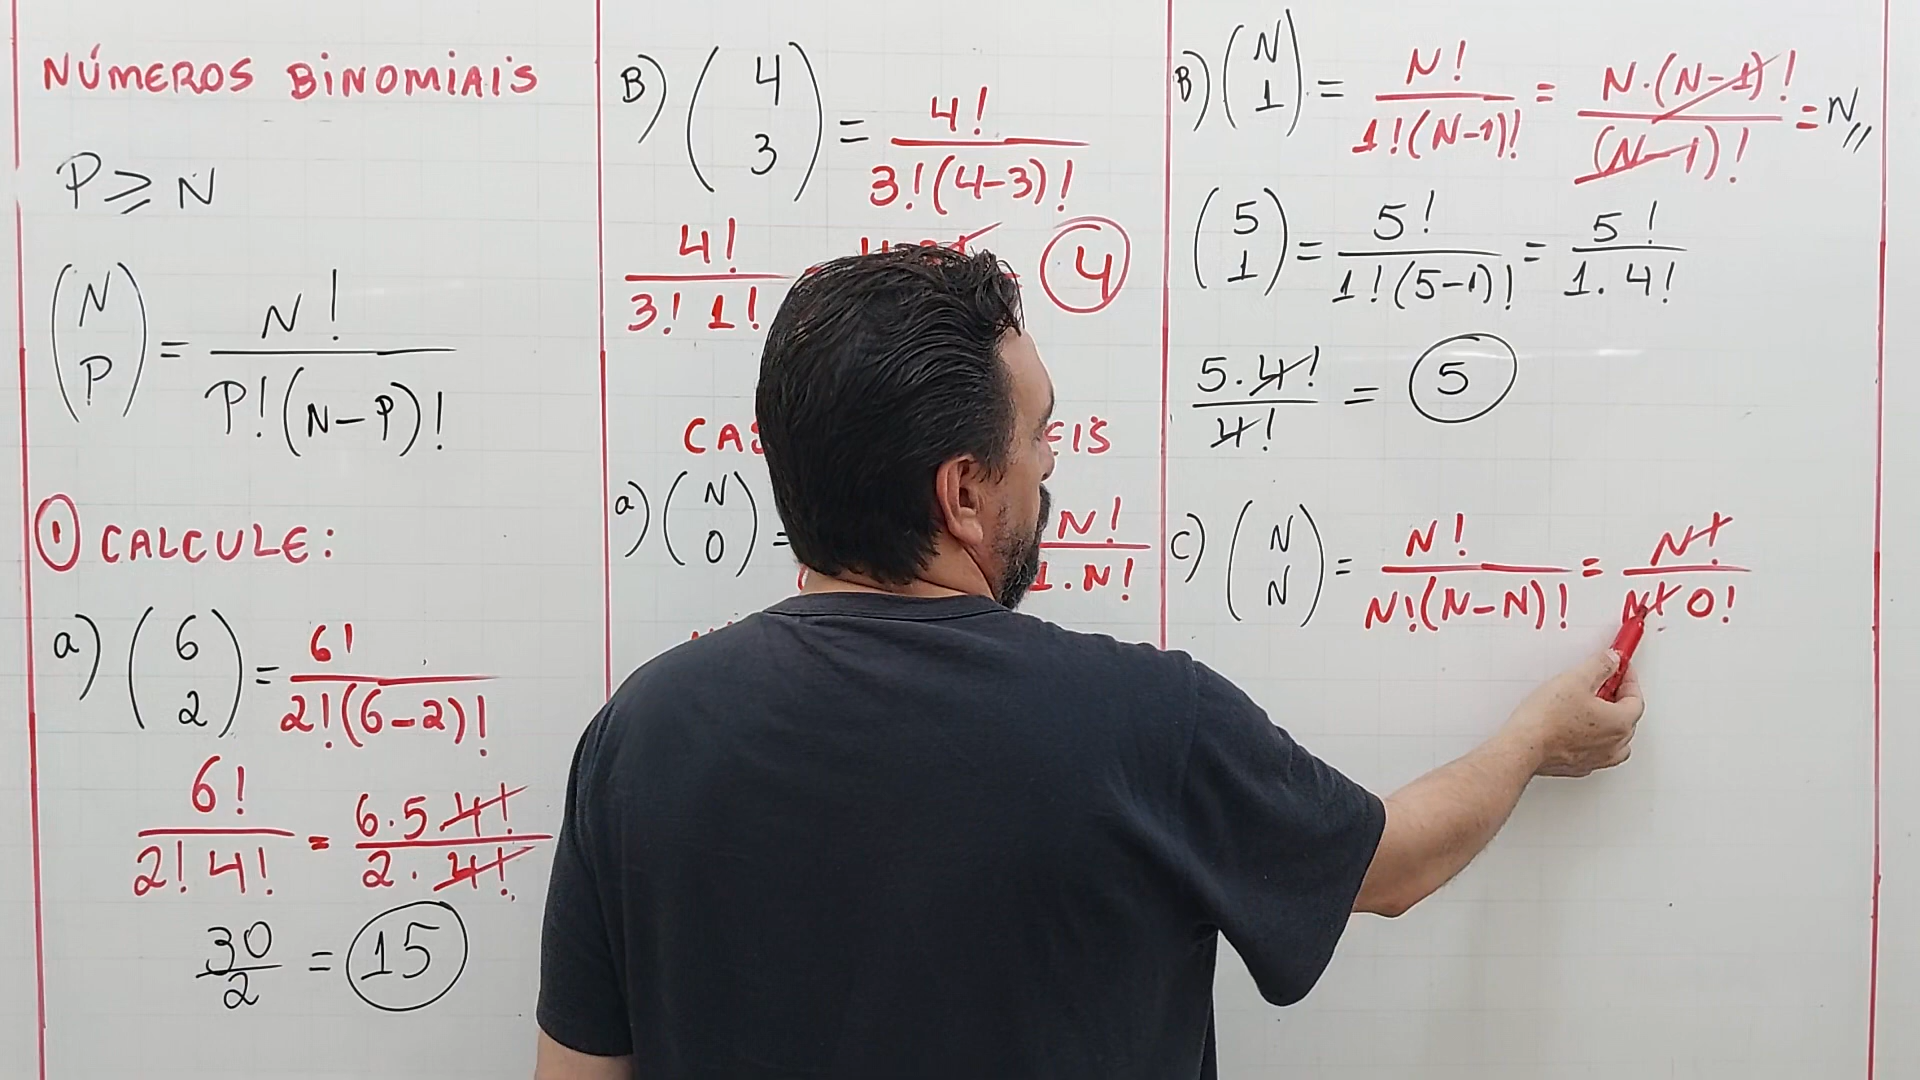 NÚMEROS BINOMIAIS
P ≥ N
(N P) = N! / P!(N-P)!
① CALCULE:
a) (6 2) = 6! / 2!(6-2)!
6! / 2! 4! = 6.5.4! / 2.4!
30/2 = 15
B) (4 3) = 4! / 3!(4-3)!
4! / 3! 1! 4
a) (N 0) = N! / 1.N!
B) (N 1) = N! / 1!(N-1)! = N.(N-1)! / (N-1)! = N//
(5 1) = 5! / 1!(5-1)! = 5! / 1.4!
5.4! / 4! = 5
C) (N N) = N! / N!(N-N)! = N! / N! 0!